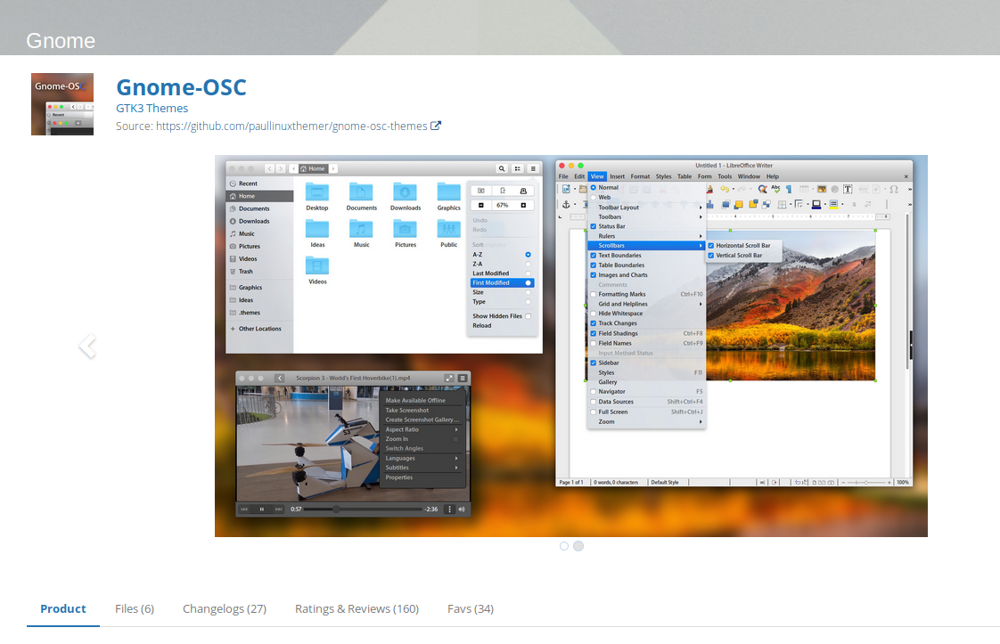 Gnome
Gnome-OSC
Gnome-OSC
GTK3 Themes
Source: https://github.com/paullinuxthemer/gnome-osc-themes
Home
Recent
Home
Documents
Downloads
Music
Pictures
Videos
Trash
Graphics
Ideas
.themes
Other Locations
Desktop
Documents
Downloads
Graphics
Ideas
Music
Pictures
Public
Videos
67%
Undo
Redo
Sort
A-Z
Z-A
Last Modified
First Modified
Size
Type
Show Hidden Files
Reload
Untitled 1 - LibreOffice Writer
File Edit View Insert Format Styles Table Form Tools Window Help
Normal
Web
Toolbar Layout
Toolbars
Status Bar
Rulers
Scrollbars
Horizontal Scroll Bar
Vertical Scroll Bar
Text Boundaries
Table Boundaries
Images and Charts
Comments
Formatting Marks Ctrl+F10
Grid and Helplines
Hide Whitespace
Track Changes
Field Shadings Ctrl+F8
Field Names Ctrl+F9
Input Method Status
Sidebar
Styles F11
Gallery
Navigator F5
Data Sources Shift+Ctrl+F4
Full Screen Shift+Ctrl+J
Zoom
Page 1 of 1 0 words, 0 characters Default Style 100%
Scorpion 3 - World's First Hoverbike(1).mp4
Make Available Offline
Take Screenshot
Create Screenshot Gallery...
Aspect Ratio
Zoom In
Switch Angles
Languages
Subtitles
Properties
S3
0:57 -2:36
Product Files (6) Changelogs (27) Ratings & Reviews (160) Favs (34)